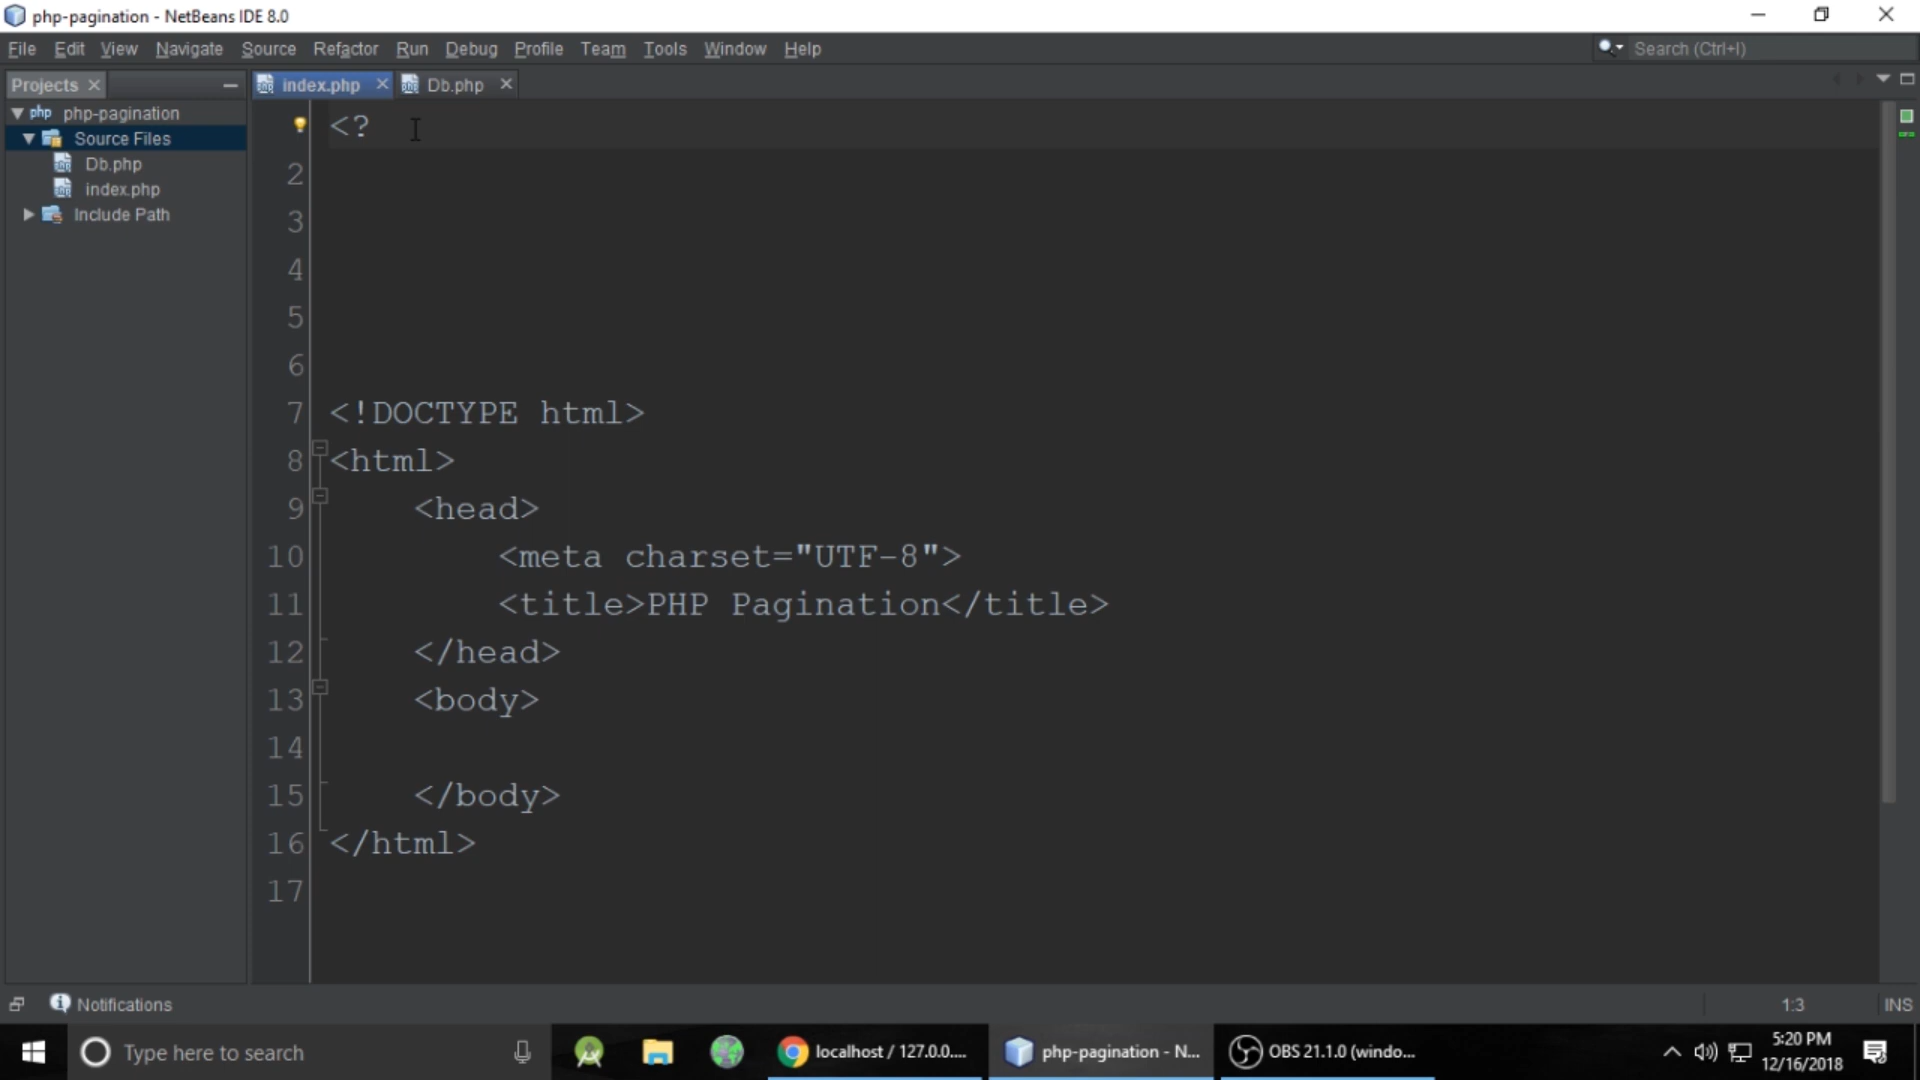 php-pagination - NetBeans IDE 8.0
File Edit View Navigate Source Refactor Run Debug Profile Team Tools Window Help
Search (Ctrl+I)
Projects
index.php
Db.php
php php-pagination
Source Files
Db.php
index.php
Include Path
<?
2
3
4
5
6
7 <!DOCTYPE html>
8 <html>
9 <head>
10 <meta charset="UTF-8">
11 <title>PHP Pagination</title>
12 </head>
13 <body>
14
15 </body>
16 </html>
17
Notifications
1:3
INS
Type here to search
localhost / 127.0.0....
php-pagination - N...
OBS 21.1.0 (windo...
5:20 PM
12/16/2018